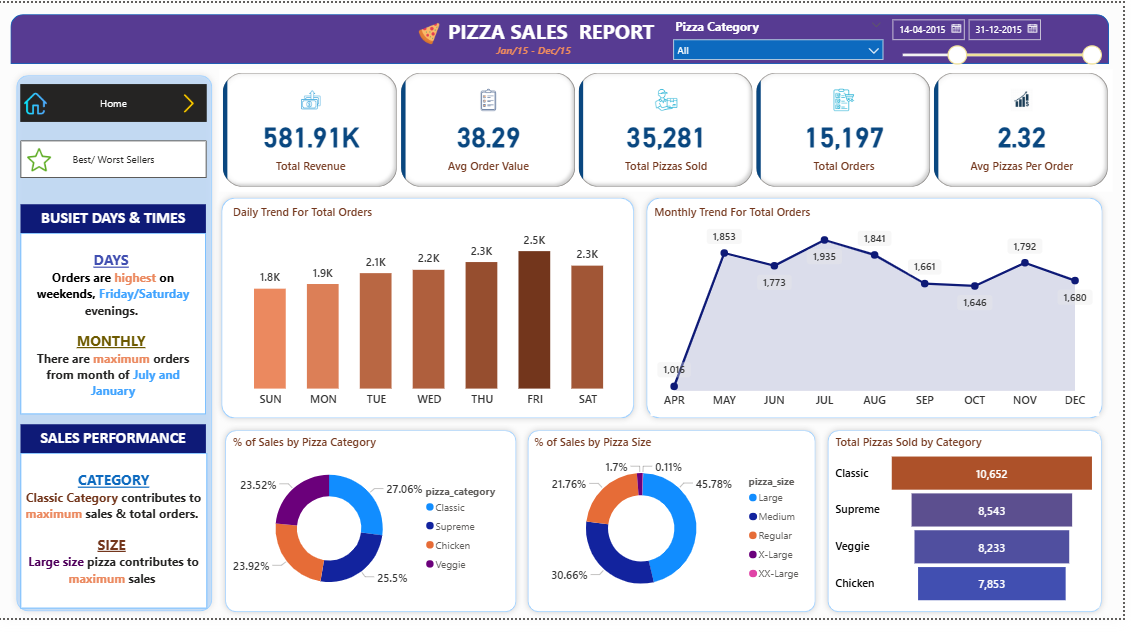 PIZZA SALES REPORT
Jan/15 - Dec/15
Pizza Category
All
14-04-2015
31-12-2015
Home
Best/ Worst Sellers
BUSIET DAYS & TIMES
DAYS
Orders are highest on
weekends, Friday/Saturday
evenings.
MONTHLY
There are maximum orders
from month of July and
January
SALES PERFORMANCE
CATEGORY
Classic Category contributes to
maximum sales & total orders.
SIZE
Large size pizza contributes to
maximum sales
581.91K
Total Revenue
38.29
Avg Order Value
35,281
Total Pizzas Sold
15,197
Total Orders
2.32
Avg Pizzas Per Order
Daily Trend For Total Orders
1.8K
1.9K
2.1K
2.2K
2.3K
2.5K
2.3K
SUN
MON
TUE
WED
THU
FRI
SAT
Monthly Trend For Total Orders
1,016
1,853
1,773
1,935
1,841
1,661
1,646
1,792
1,680
APR
MAY
JUN
JUL
AUG
SEP
OCT
NOV
DEC
% of Sales by Pizza Category
23.52%
27.06%
23.92%
25.5%
pizza_category
Classic
Supreme
Chicken
Veggie
% of Sales by Pizza Size
1.7%
0.11%
21.76%
45.78%
30.66%
pizza_size
Large
Medium
Regular
X-Large
XX-Large
Total Pizzas Sold by Category
Classic
10,652
Supreme
8,543
Veggie
8,233
Chicken
7,853